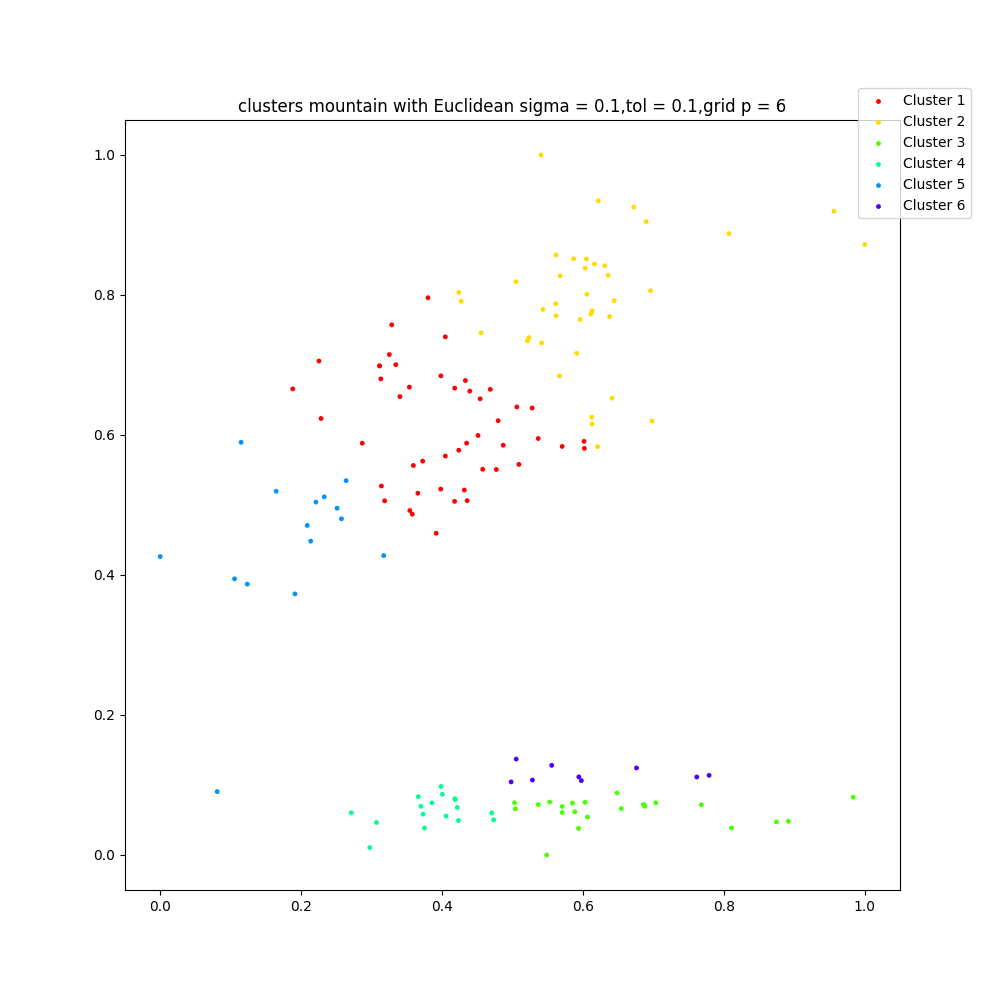 clusters mountain with Euclidean sigma = 0.1,tol = 0.1,grid p = 6
Cluster 1
Cluster 2
Cluster 3
Cluster 4
Cluster 5
Cluster 6
1.0
0.8
0.6
0.4
0.2
0.0
0.0 0.2 0.4 0.6 0.8 1.0